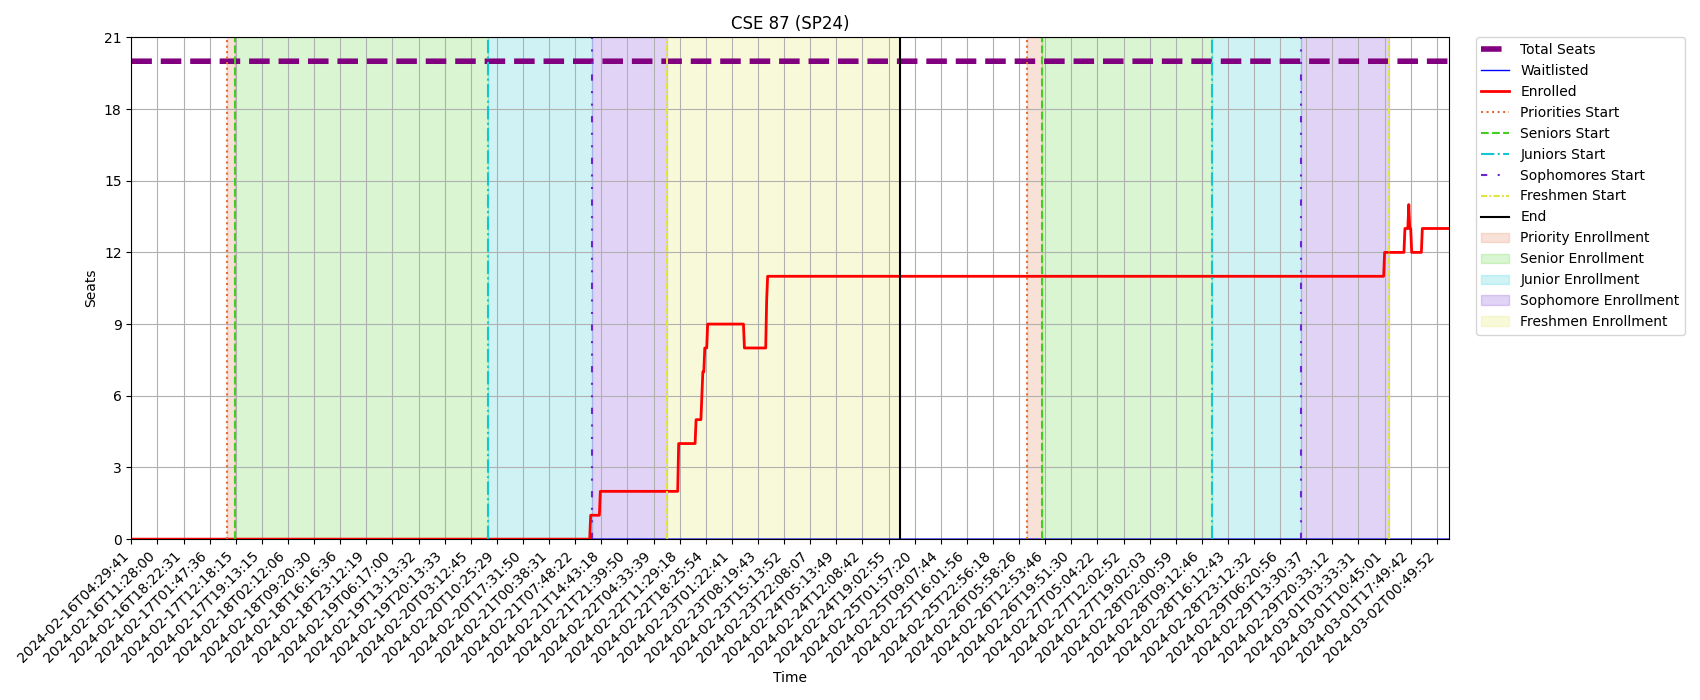 CSE 87 (SP24)
21
18
15
12
9
6
3
0
Seats
2024-02-16T04:29:41
2024-02-16T11:28:00
2024-02-16T18:22:31
2024-02-17T01:47:36
2024-02-17T12:18:15
2024-02-17T19:13:15
2024-02-18T02:12:06
2024-02-18T09:20:30
2024-02-18T16:16:36
2024-02-18T23:12:19
2024-02-19T06:17:00
2024-02-19T13:13:32
2024-02-19T20:13:33
2024-02-20T03:12:45
2024-02-20T10:25:29
2024-02-20T17:31:50
2024-02-21T00:38:31
2024-02-21T07:48:22
2024-02-21T14:43:18
2024-02-21T21:39:50
2024-02-22T04:33:39
2024-02-22T11:29:18
2024-02-22T18:25:54
2024-02-23T01:22:41
2024-02-23T08:19:43
2024-02-23T15:13:52
2024-02-23T22:08:07
2024-02-24T05:13:49
2024-02-24T12:08:42
2024-02-24T19:02:55
2024-02-25T01:57:20
2024-02-25T09:07:44
2024-02-25T16:01:56
2024-02-25T22:56:18
2024-02-26T05:58:26
2024-02-26T12:53:46
2024-02-26T19:51:30
2024-02-27T05:04:22
2024-02-27T12:02:52
2024-02-27T19:02:03
2024-02-28T02:00:59
2024-02-28T09:12:46
2024-02-28T16:12:43
2024-02-28T23:12:32
2024-02-29T06:20:56
2024-02-29T13:30:37
2024-02-29T20:33:12
2024-03-01T03:33:31
2024-03-01T10:45:01
2024-03-01T17:49:42
2024-03-02T00:49:52
Time
Total Seats
Waitlisted
Enrolled
Priorities Start
Seniors Start
Juniors Start
Sophomores Start
Freshmen Start
End
Priority Enrollment
Senior Enrollment
Junior Enrollment
Sophomore Enrollment
Freshmen Enrollment